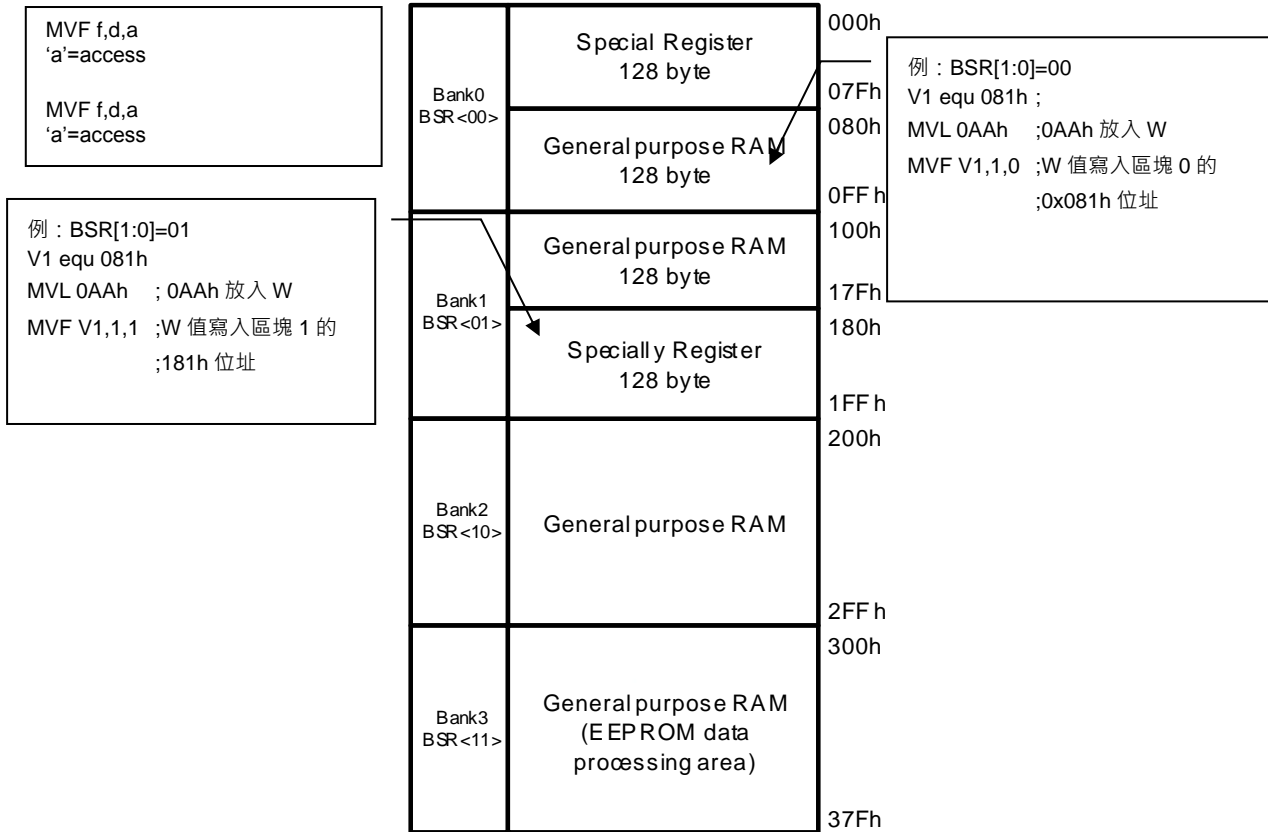 MVF f,d,a
‘a’=access
MVF f,d,a
‘a’=access
例：BSR[1:0]=01
V1 equ 081h
MVL 0AAh ; 0AAh 放入 W
MVF V1,1,1 ;W 值寫入區塊 1 的
;181h 位址
Bank0
BSR<00>
Special Register
128 byte
General purpose RAM
128 byte
000h
07Fh
080h
0FFh
Bank1
BSR<01>
General purpose RAM
128 byte
Specially Register
128 byte
100h
17Fh
180h
1FFh
Bank2
BSR<10>
General purpose RAM
200h
2FFh
Bank3
BSR<11>
General purpose RAM
(EEPROM data
processing area)
300h
37Fh
例：BSR[1:0]=00
V1 equ 081h ;
MVL 0AAh ;0AAh 放入 W
MVF V1,1,0 ;W 值寫入區塊 0 的
;0x081h 位址